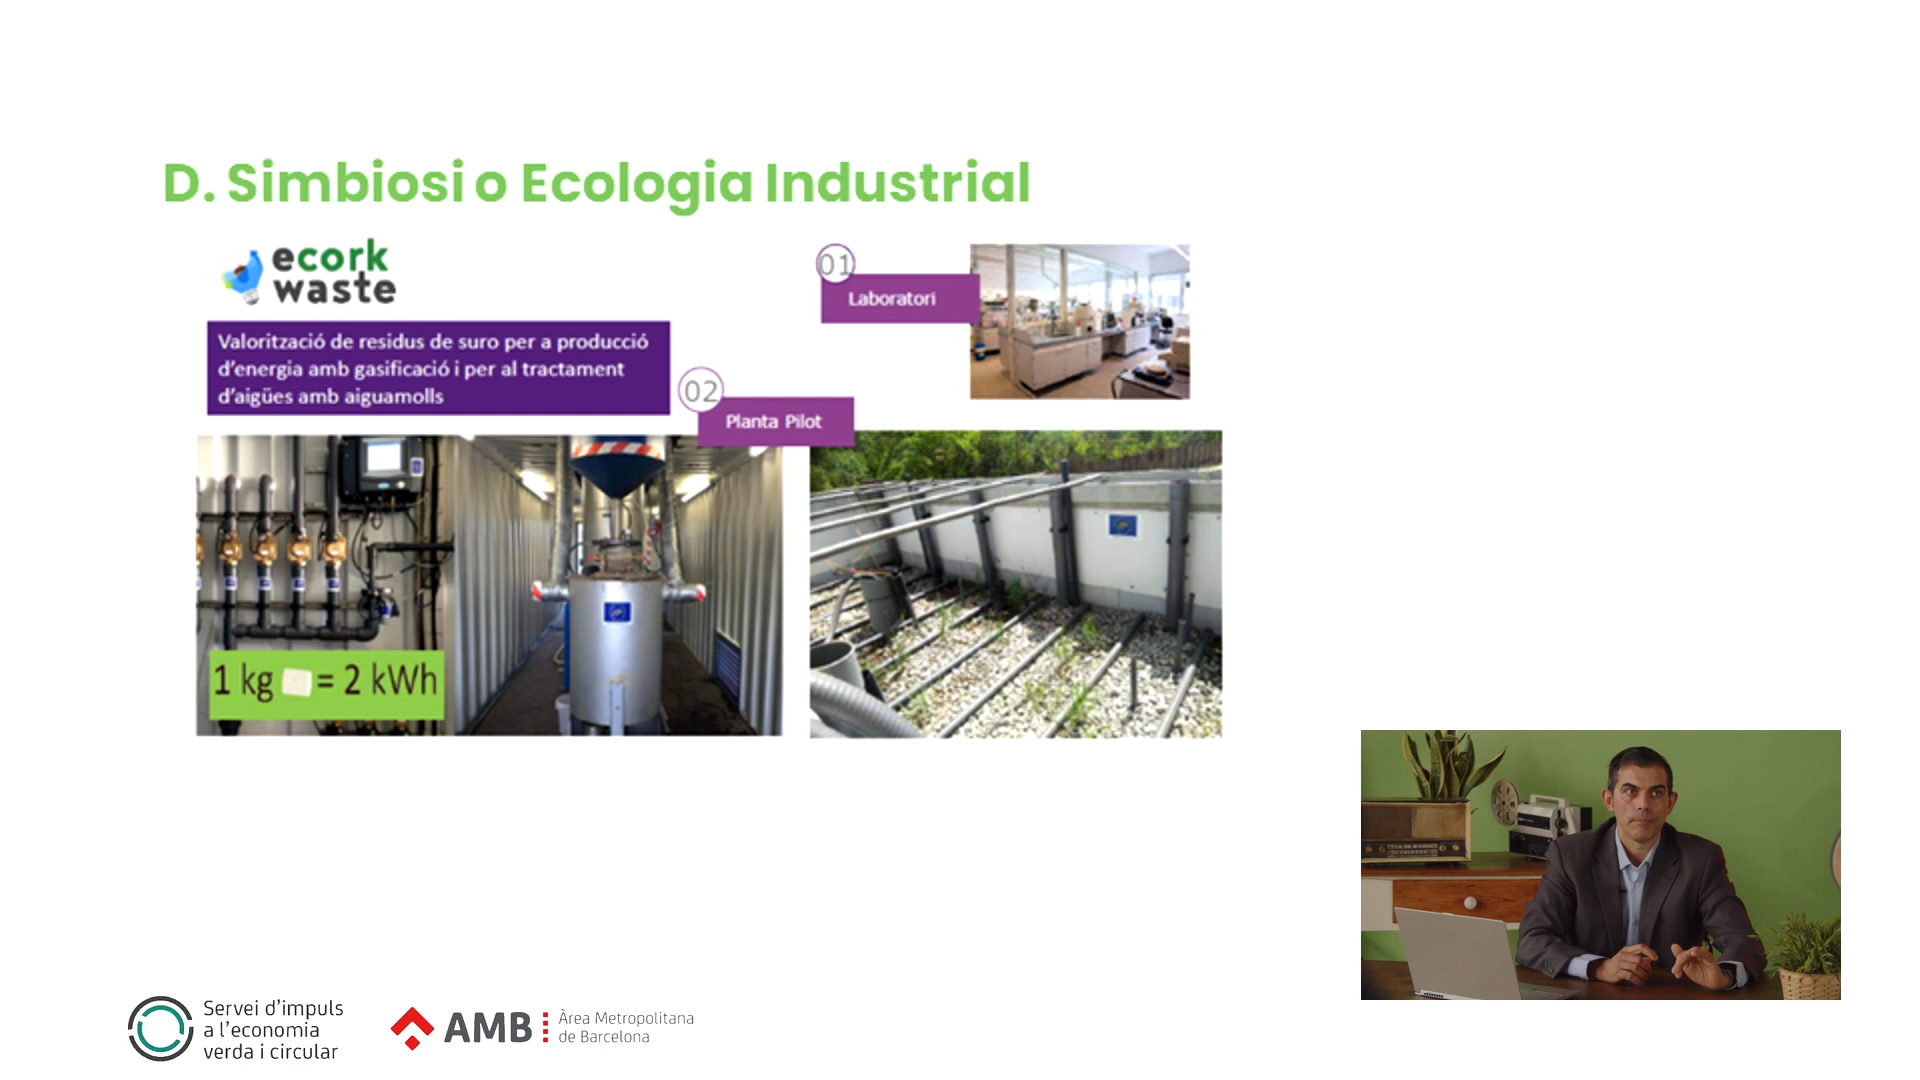 D. Simbiosi o Ecologia Industrial
ecork
waste
01
Laboratori
Valorització de residus de suro per a producció
d'energia amb gasificació i per al tractament
d'aigües amb aiguamolls
02
Planta Pilot
1 kg = 2 kWh
Servei d'impuls
a l'economia
verda i circular
AMB
Àrea Metropolitana
de Barcelona